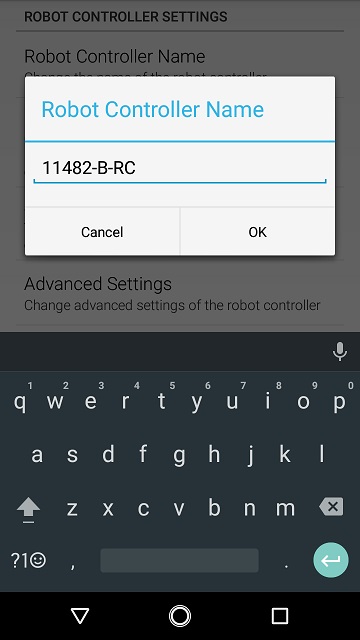 ROBOT CONTROLLER SETTINGS
Robot Controller Name
Change the name of the robot controller
Robot Controller Name
11482-B-RC
Cancel OK
Advanced Settings
Change advanced settings of the robot controller
1 2 3 4 5 6 7 8 9 0
q w e r t y u i o p
a s d f g h j k l
z x c v b n m
?1☺ , .